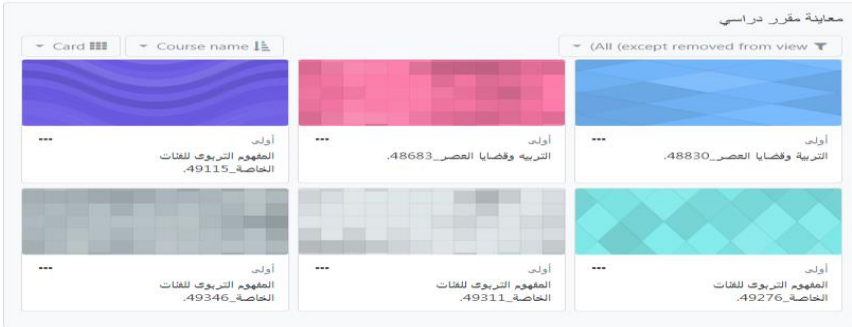 معاينة مقرر دراسي
(All (except removed from view
Course name
Card
أولى
التربية وقضايا العصر_48830.
أولى
التربيه وقضايا العصر_48683.
أولى
المفهوم التربوى للفئات
الخاصة_49115.
أولى
المفهوم التربوى للفئات
الخاصة_49276.
أولى
المفهوم التربوى للفئات
الخاصة_49311.
أولى
المفهوم التربوى للفئات
الخاصة_49346.